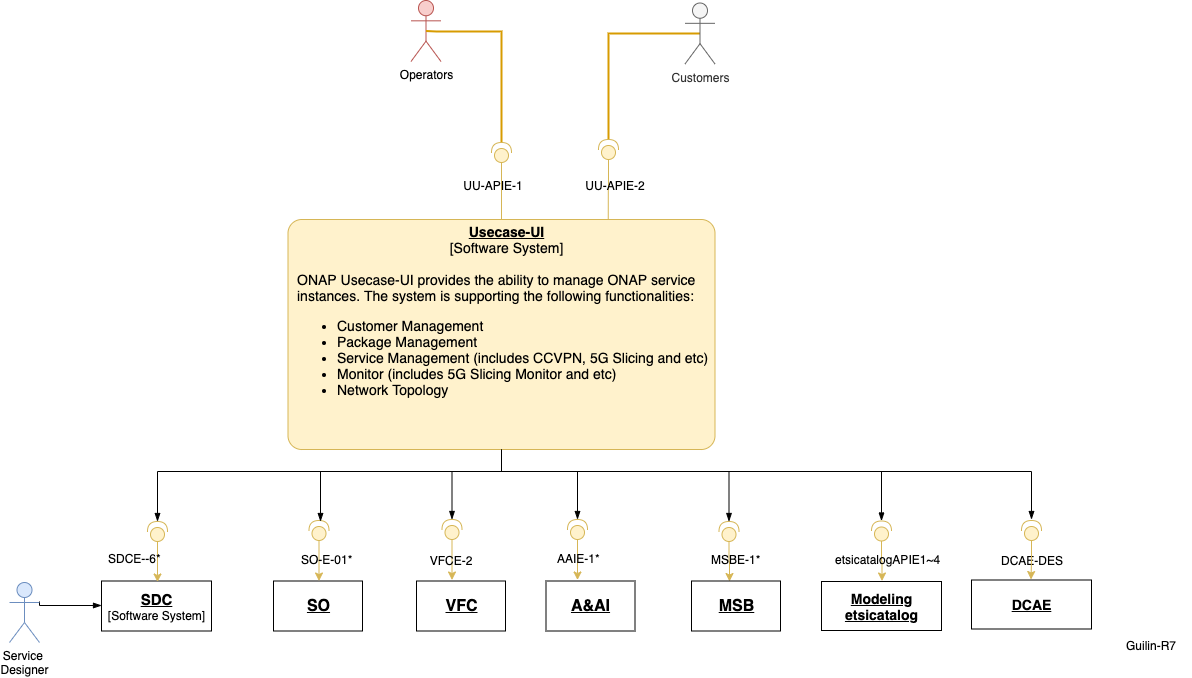 Operators
Customers
UU-APIE-1
UU-APIE-2
Usecase-UI
[Software System]
ONAP Usecase-UI provides the ability to manage ONAP service
instances. The system is supporting the following functionalities:
• Customer Management
• Package Management
• Service Management (includes CCVPN, 5G Slicing and etc)
• Monitor (includes 5G Slicing Monitor and etc)
• Network Topology
SDCE--6*
SO-E-01*
VFCE-2
AAIE-1*
MSBE-1*
etsicatalogAPIE1~4
DCAE-DES
SDC
[Software System]
SO
VFC
A&AI
MSB
Modeling
etsicatalog
DCAE
Service
Designer
Guilin-R7